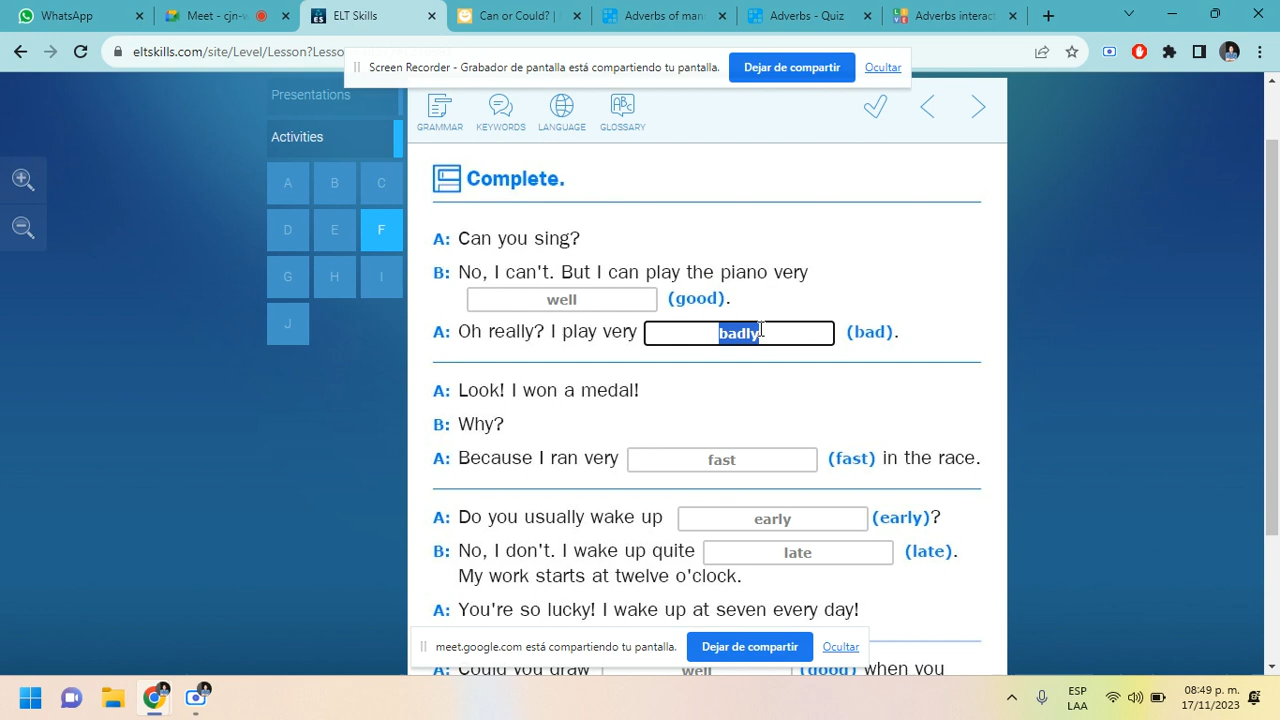 WhatsApp
Meet - cjn-w
ELT Skills
Can or Could? |
Adverbs of man
Adverbs - Quiz
Adverbs interac
eltskills.com/site/Level/Lesson?Less
Screen Recorder - Grabador de pantalla está compartiendo tu pantalla.
Dejar de compartir
Ocultar
Presentations
Activities
A B C
D E F
G H I
J
GRAMMAR KEYWORDS LANGUAGE GLOSSARY
ABC
Complete.
A: Can you sing?
B: No, I can't. But I can play the piano very
well (good).
A: Oh really? I play very badly (bad).
A: Look! I won a medal!
B: Why?
A: Because I ran very fast (fast) in the race.
A: Do you usually wake up early (early)?
B: No, I don't. I wake up quite late (late).
My work starts at twelve o'clock.
A: You're so lucky! I wake up at seven every day!
meet.google.com está compartiendo tu pantalla.
Dejar de compartir
Ocultar
A: Could you draw well (good) when you
ESP
LAA
08:49 p. m.
17/11/2023